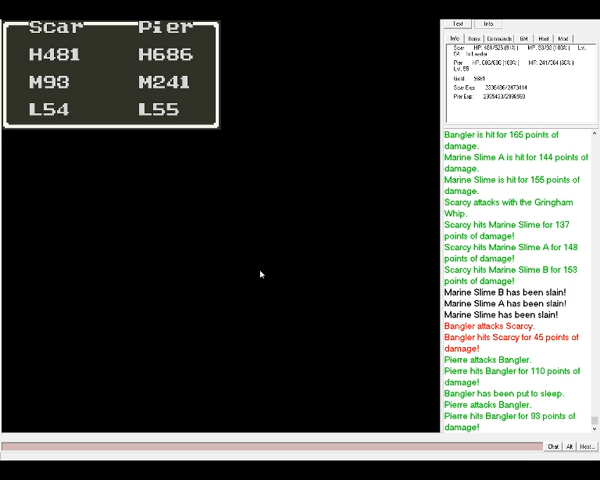 Scar Pier
H481 H686
M93 M241
L54 L55
Text Info
Info Items Commands GM Host Mod
Bangler is hit for 165 points of
damage.
Marine Slime A is hit for 144 points of
damage.
Marine Slime is hit for 155 points of
damage.
Scarcy attacks with the Gringham
Whip.
Scarcy hits Marine Slime for 137
points of damage!
Scarcy hits Marine Slime A for 148
points of damage!
Scarcy hits Marine Slime B for 153
points of damage!
Marine Slime B has been slain!
Marine Slime A has been slain!
Marine Slime has been slain!
Bangler attacks Scarcy.
Bangler hits Scarcy for 45 points of
damage!
Pierre attacks Bangler.
Pierre hits Bangler for 110 points of
damage!
Bangler has been put to sleep.
Pierre attacks Bangler.
Pierre hits Bangler for 93 points of
damage!
Chat Alt Host...